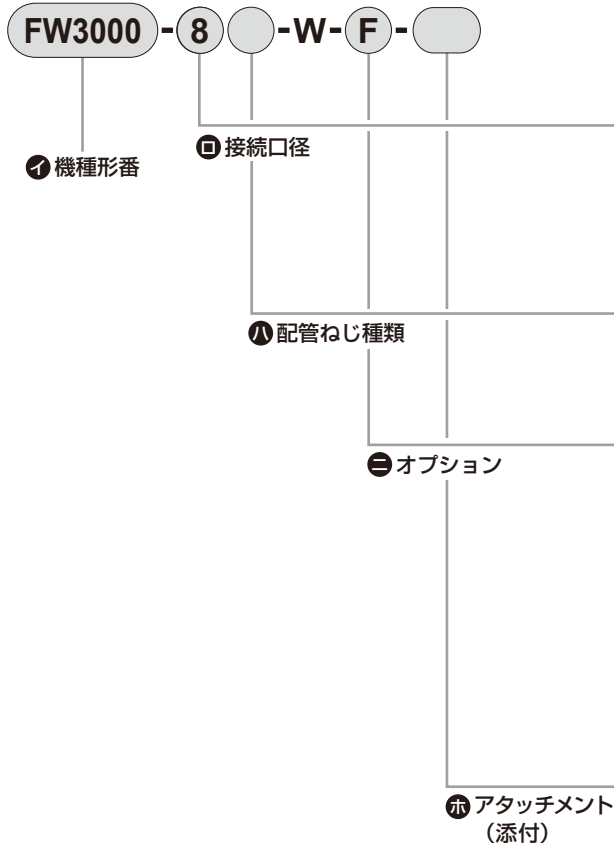 FW3000-8 -W-F-
ロ 接続口径
イ 機種形番
ハ 配管ねじ種類
ニ オプション
ホ アタッチメント
（添付）